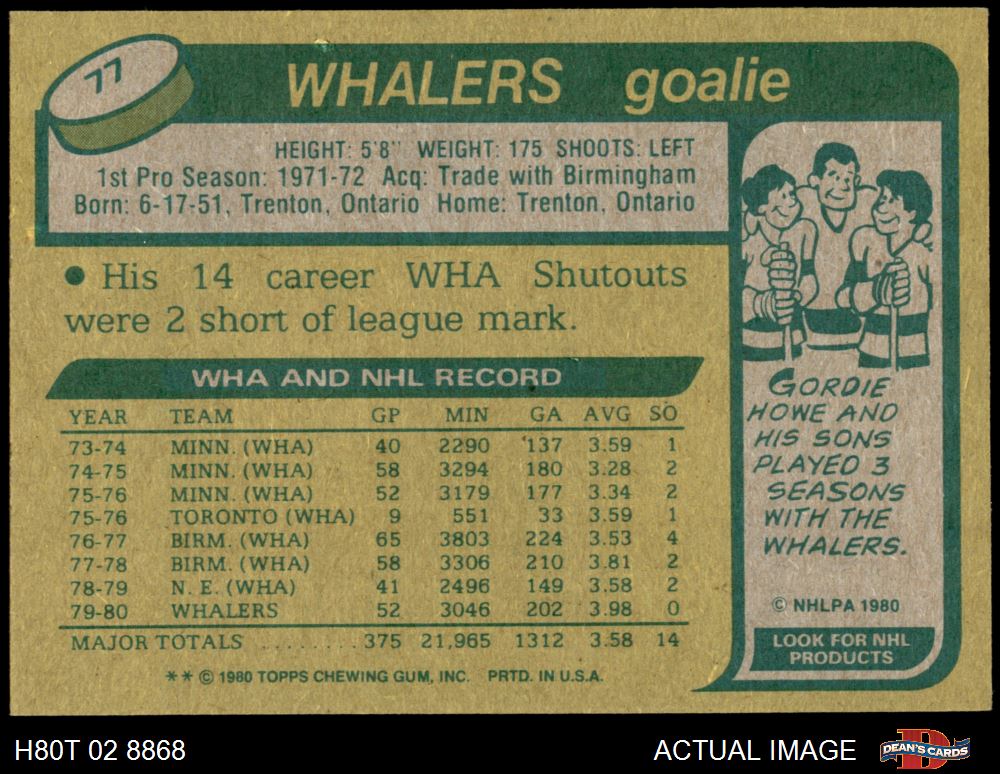 77
WHALERS goalie
HEIGHT: 5'8" WEIGHT: 175 SHOOTS: LEFT
1st Pro Season: 1971-72 Acq: Trade with Birmingham
Born: 6-17-51, Trenton, Ontario Home: Trenton, Ontario
• His 14 career WHA Shutouts
were 2 short of league mark.
WHA AND NHL RECORD
YEAR TEAM GP MIN GA AVG SO
73-74 MINN. (WHA) 40 2290 137 3.59 1
74-75 MINN. (WHA) 58 3294 180 3.28 2
75-76 MINN. (WHA) 52 3179 177 3.34 2
75-76 TORONTO (WHA) 9 551 33 3.59 1
76-77 BIRM. (WHA) 65 3803 224 3.53 4
77-78 BIRM. (WHA) 58 3306 210 3.81 2
78-79 N. E. (WHA) 41 2496 149 3.58 2
79-80 WHALERS 52 3046 202 3.98 0
MAJOR TOTALS ........ 375 21,965 1312 3.58 14
** © 1980 TOPPS CHEWING GUM, INC. PRTD. IN U.S.A.
GORDIE
HOWE AND
HIS SONS
PLAYED 3
SEASONS
WITH THE
WHALERS.
© NHLPA 1980
LOOK FOR NHL
PRODUCTS
H80T 02 8868
ACTUAL IMAGE
DEAN'S CARDS